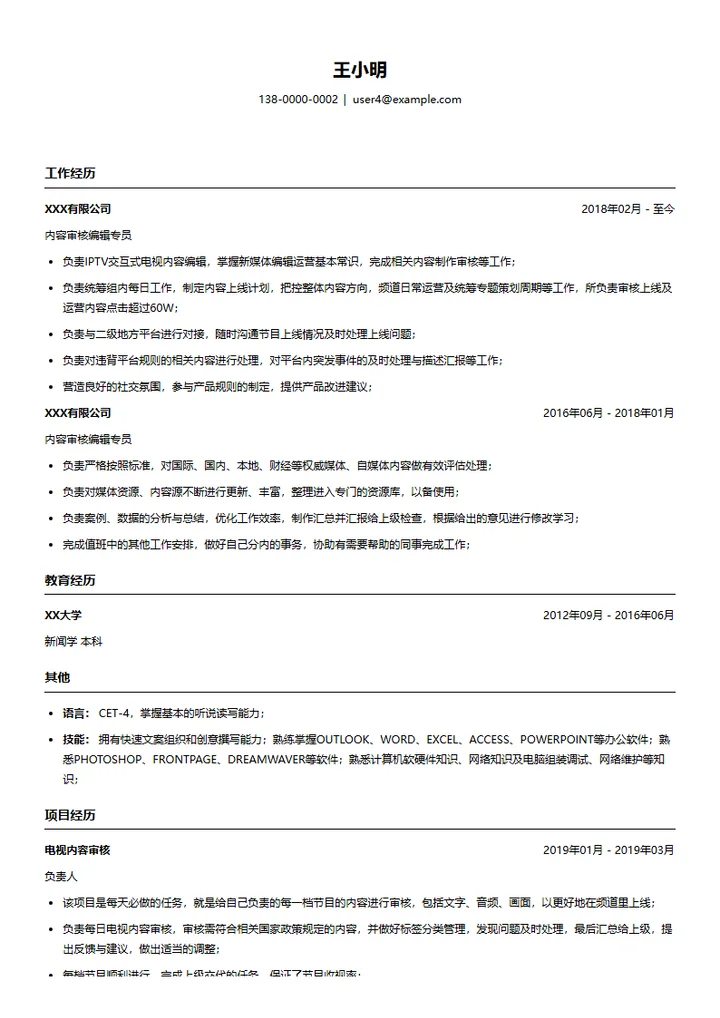 王小明
138-0000-0002 | user4@example.com
工作经历
XXX有限公司 2018年02月 - 至今
内容审核编辑专员
• 负责IPTV交互式电视内容编辑，掌握新媒体编辑运营基本常识，完成相关内容制作审核等工作；
• 负责统筹组内每日工作，制定内容上线计划，把控整体内容方向，频道日常运营及统筹专题策划周期等工作，所负责审核上线及
运营内容点击超过60W；
• 负责与二级地方平台进行对接，随时沟通节目上线情况及时处理上线问题；
• 负责对违背平台规则的相关内容进行处理，对平台内突发事件的及时处理与描述汇报等工作；
• 营造良好的社交氛围，参与产品规则的制定，提供产品改进建议；
XXX有限公司 2016年06月 - 2018年01月
内容审核编辑专员
• 负责严格按照标准，对国际、国内、本地、财经等权威媒体、自媒体内容做有效评估处理；
• 负责对媒体资源、内容源不断进行更新、丰富，整理进入专门的资源库，以备使用；
• 负责案例、数据的分析与总结，优化工作效率，制作汇总并汇报给上级检查，根据给出的意见进行修改学习；
• 完成值班中的其他工作安排，做好自己分内的事务，协助有需要帮助的同事完成工作；
教育经历
XX大学 2012年09月 - 2016年06月
新闻学 本科
其他
• 语言： CET-4，掌握基本的听说读写能力；
• 技能： 拥有快速文案组织和创意撰写能力；熟练掌握OUTLOOK、WORD、EXCEL、ACCESS、POWERPOINT等办公软件；熟
悉PHOTOSHOP、FRONTPAGE、DREAMWAVER等软件；熟悉计算机软硬件知识、网络知识及电脑组装调试、网络维护等知
识；
项目经历
电视内容审核 2019年01月 - 2019年03月
负责人
• 该项目是每天必做的任务，就是给自己负责的每一档节目的内容进行审核，包括文字、音频、画面，以更好地在频道里上线；
• 负责每日电视内容审核，审核需符合相关国家政策规定的内容，并做好标签分类管理，发现问题及时处理，最后汇总给上级，提
出反馈与建议，做出适当的调整；
• 每档节目顺利进行，完成上级交代的任务，保证了节目收视率；